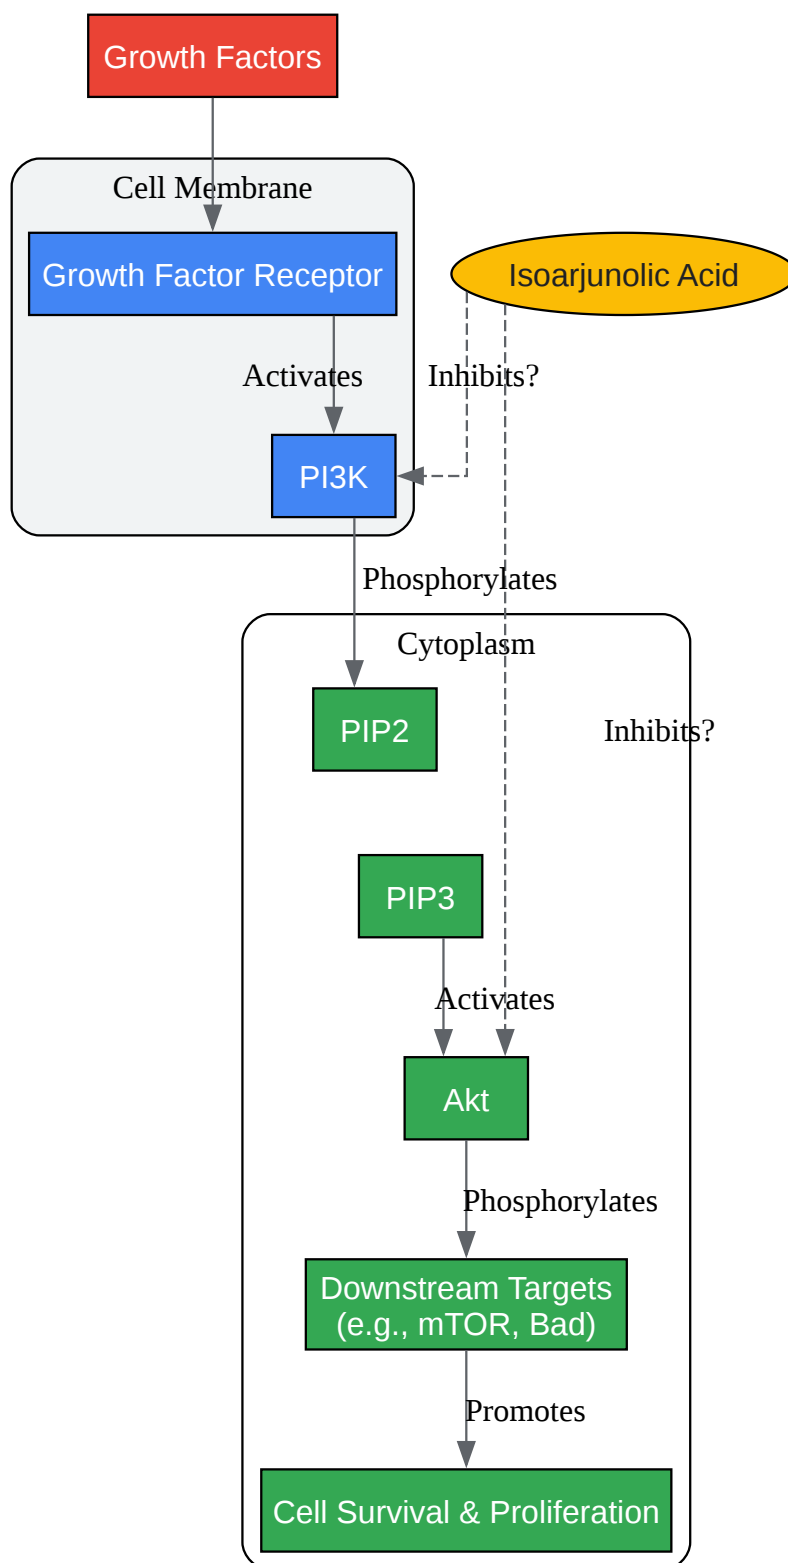 Growth Factors
Cell Membrane
Growth Factor Receptor
Isoarjunolic Acid
Activates
Inhibits?
PI3K
Phosphorylates
Cytoplasm
PIP2
Inhibits?
PIP3
Activates
Akt
Phosphorylates
Downstream Targets
(e.g., mTOR, Bad)
Promotes
Cell Survival & Proliferation